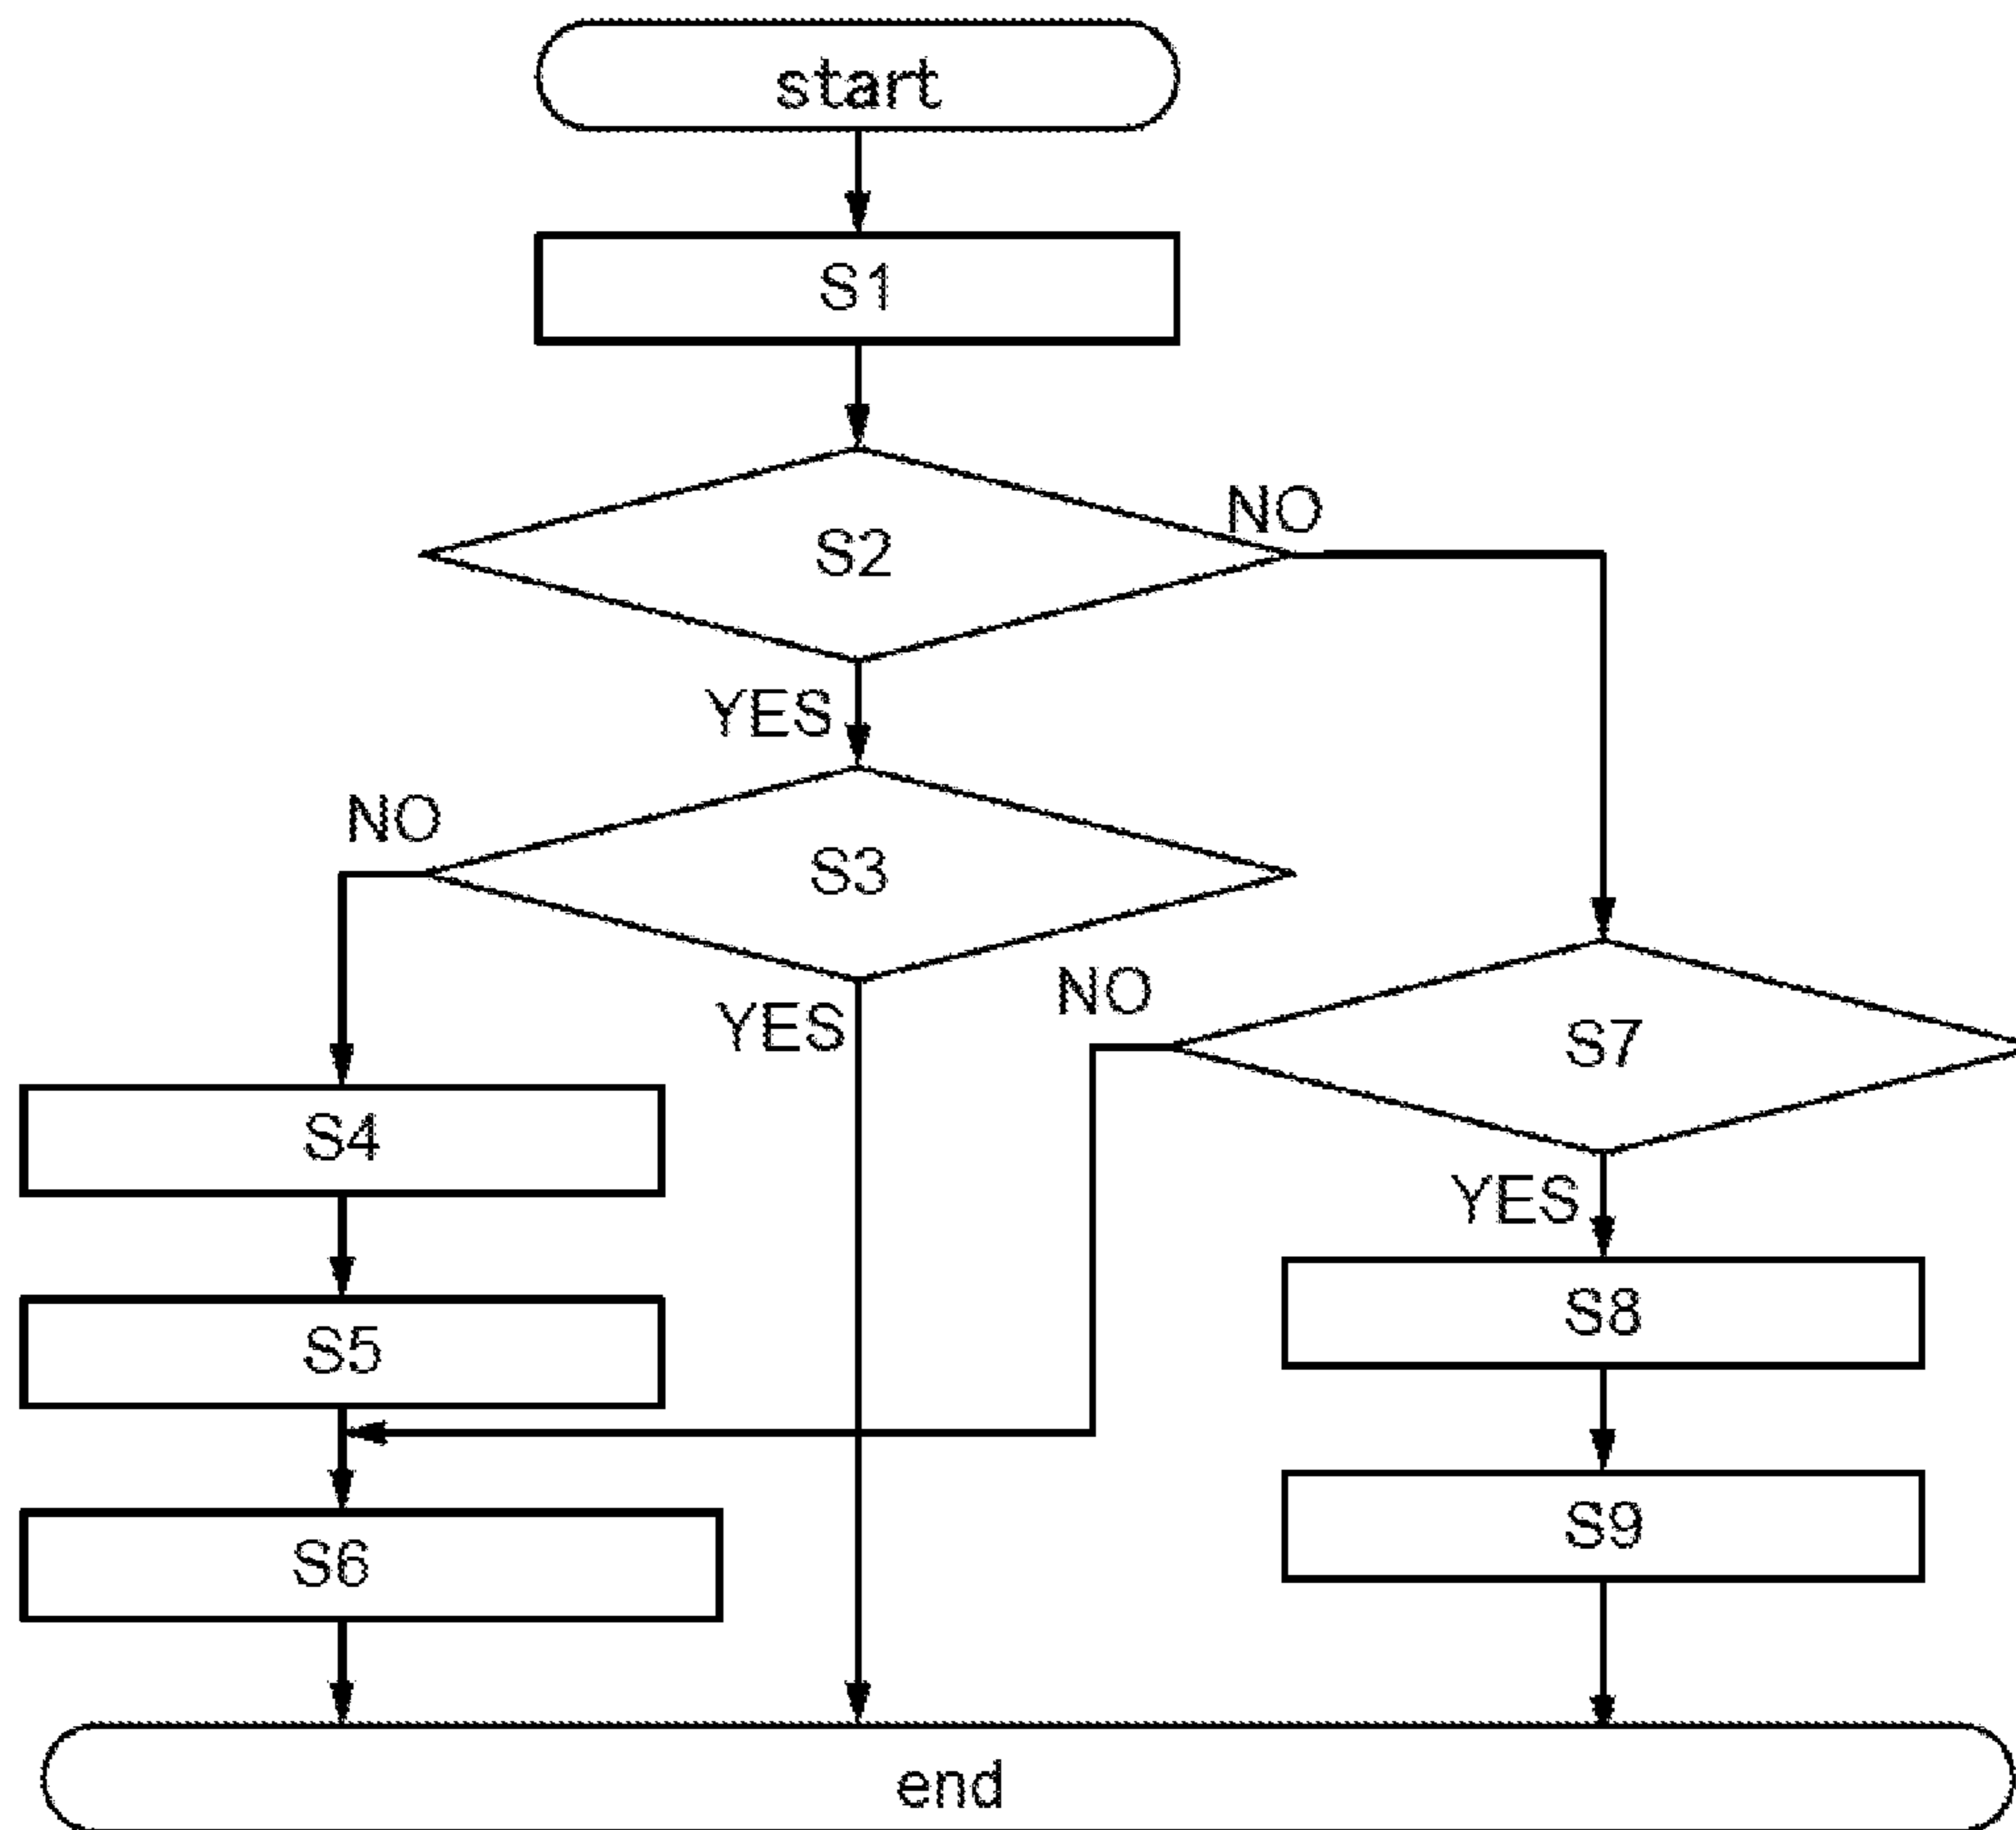 start
S1
S2
NO
YES
NO
S3
YES
NO
S7
S4
YES
S8
S5
S9
S6
end